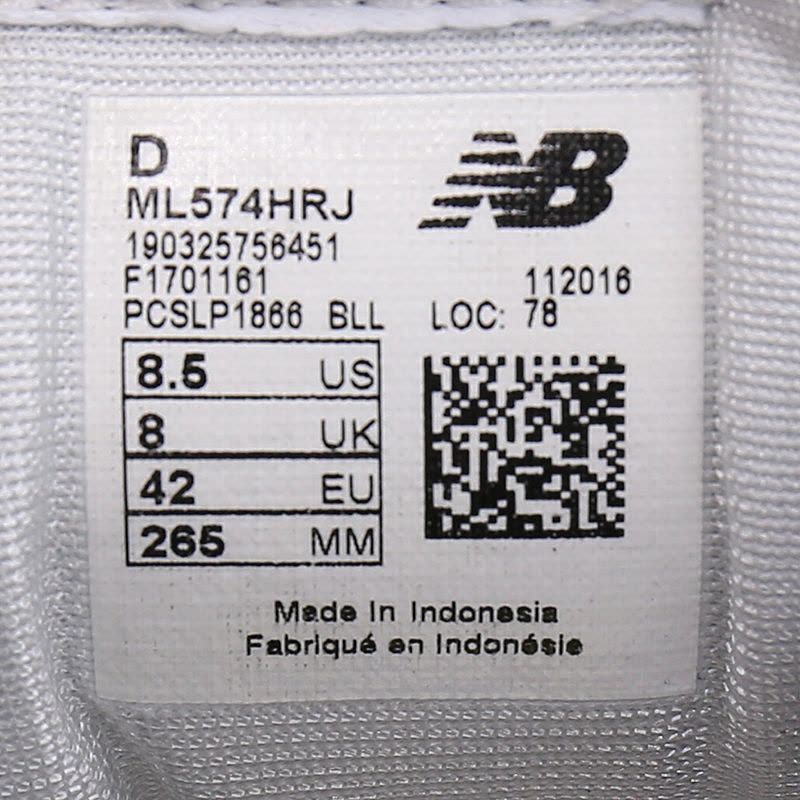 D
NB
ML574HRJ
190325756451
F1701161 112016
PCSLP1866 BLL LOC: 78
8.5 US
8 UK
42 EU
265 MM
Made In Indonesia
Fabriqué en Indonésie